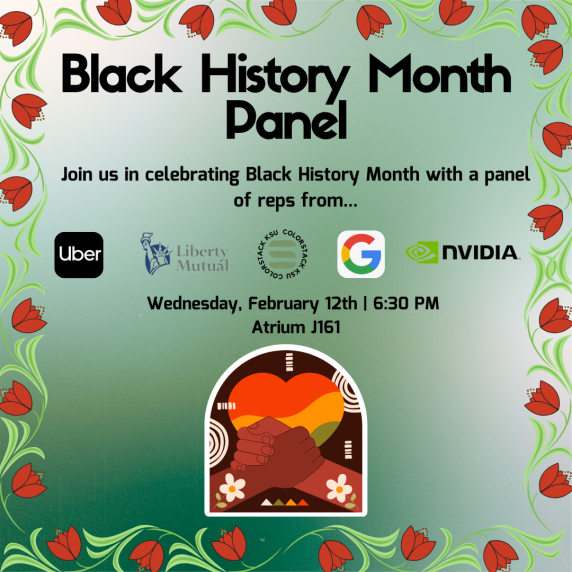 Black History Month
Panel
Join us in celebrating Black History Month with a panel
of reps from...
Uber
Liberty
Mutual
COLORSTACK KSU COLORSTACK KSU
NVIDIA.
Wednesday, February 12th | 6:30 PM
Atrium J161